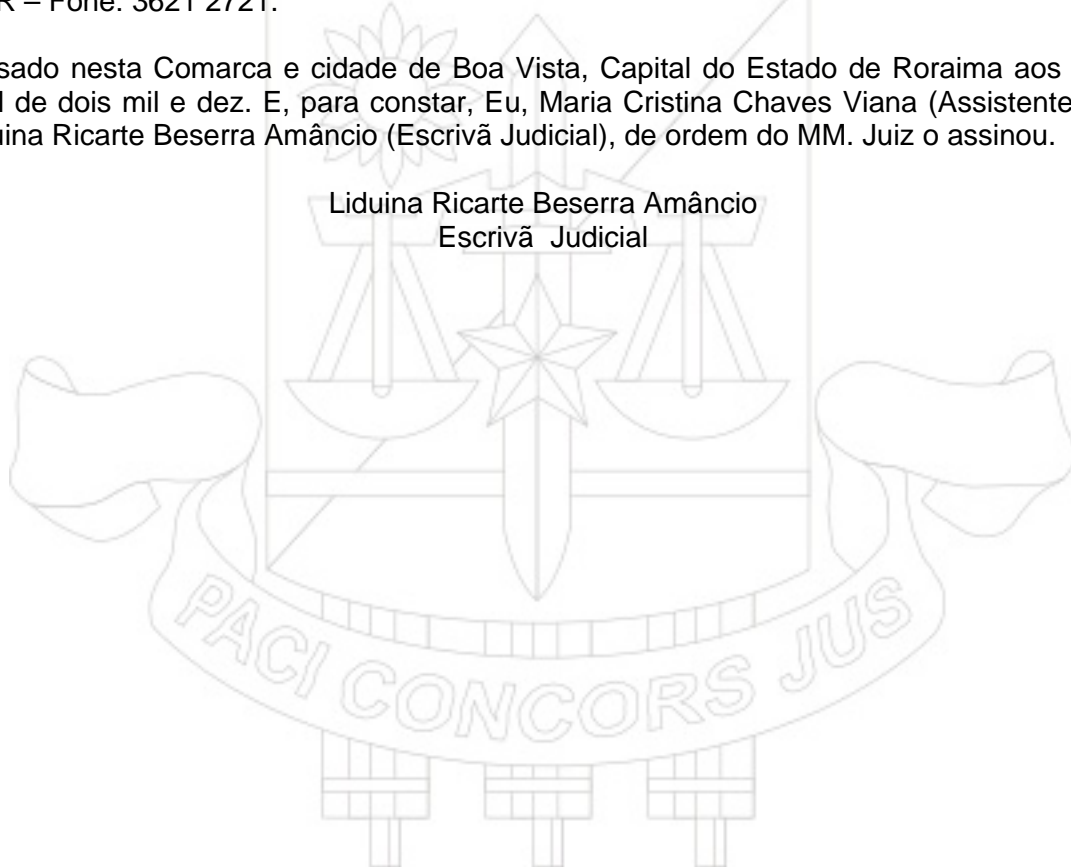 R – Fone: 3621 2721.
sado nesta Comarca e cidade de Boa Vista, Capital do Estado de Roraima aos
l de dois mil e dez. E, para constar, Eu, Maria Cristina Chaves Viana (Assistente
uina Ricarte Beserra Amâncio (Escrivã Judicial), de ordem do MM. Juiz o assinou.
Liduina Ricarte Beserra Amâncio
Escrivã Judicial
PACI CONCORS JUS